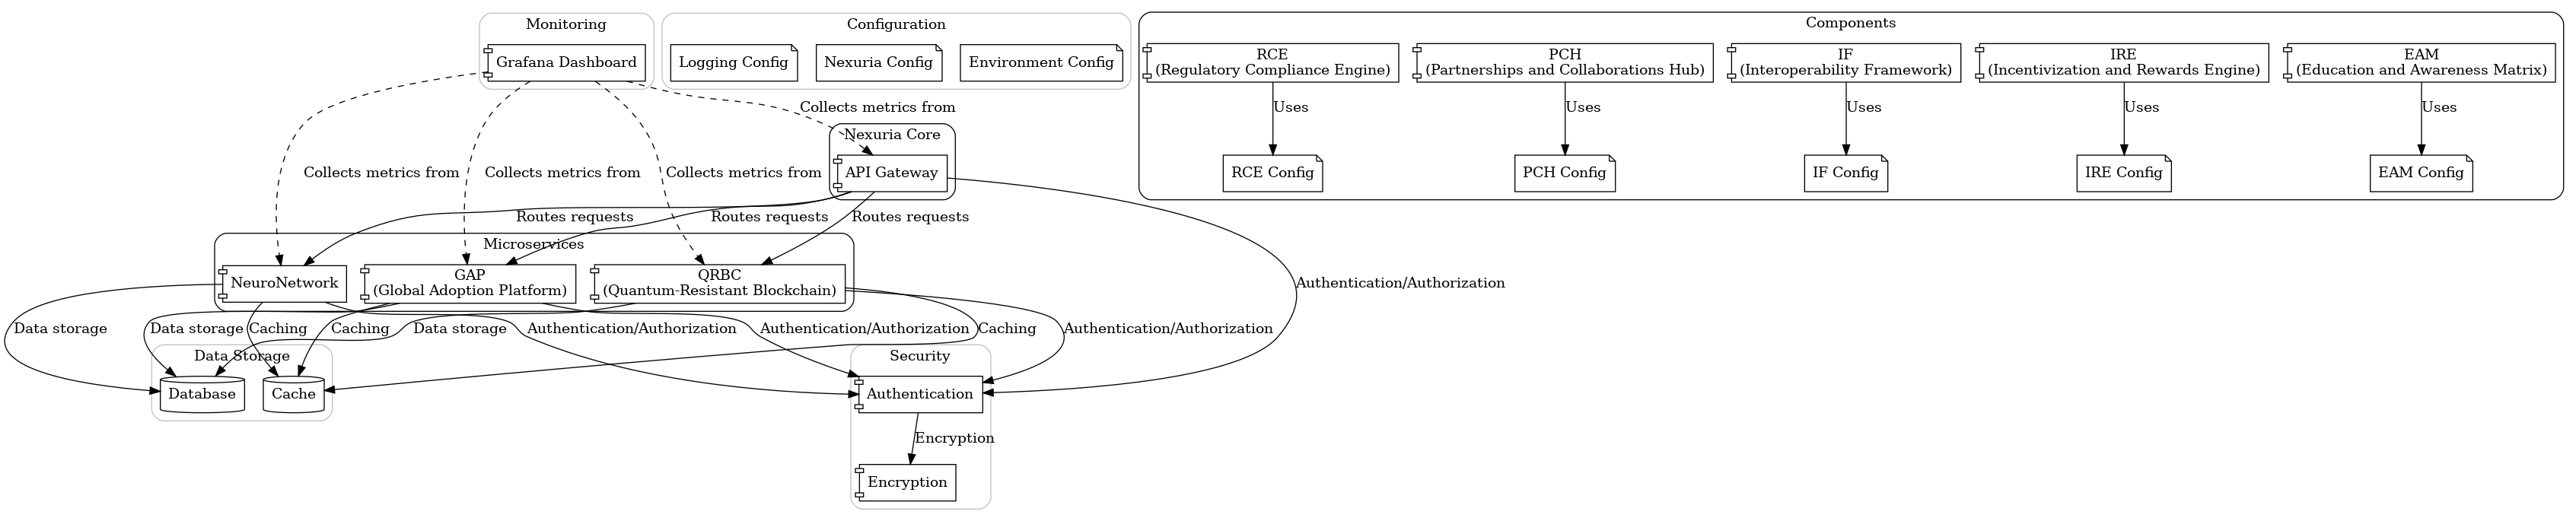 Monitoring
Configuration
Components
Grafana Dashboard
Logging Config
Nexuria Config
Environment Config
RCE
(Regulatory Compliance Engine)
PCH
(Partnerships and Collaborations Hub)
IF
(Interoperability Framework)
IRE
(Incentivization and Rewards Engine)
EAM
(Education and Awareness Matrix)
Collects metrics from
Uses
Uses
Uses
Uses
Uses
Nexuria Core
Collects metrics from
Collects metrics from
Collects metrics from
API Gateway
RCE Config
PCH Config
IF Config
IRE Config
EAM Config
Routes requests
Routes requests
Routes requests
Microservices
NeuroNetwork
GAP
(Global Adoption Platform)
QRBC
(Quantum-Resistant Blockchain)
Authentication/Authorization
Data storage
Data storage
Caching
Caching
Data storage
Authentication/Authorization
Authentication/Authorization
Caching
Authentication/Authorization
Data Storage
Security
Database
Cache
Authentication
Encryption
Encryption